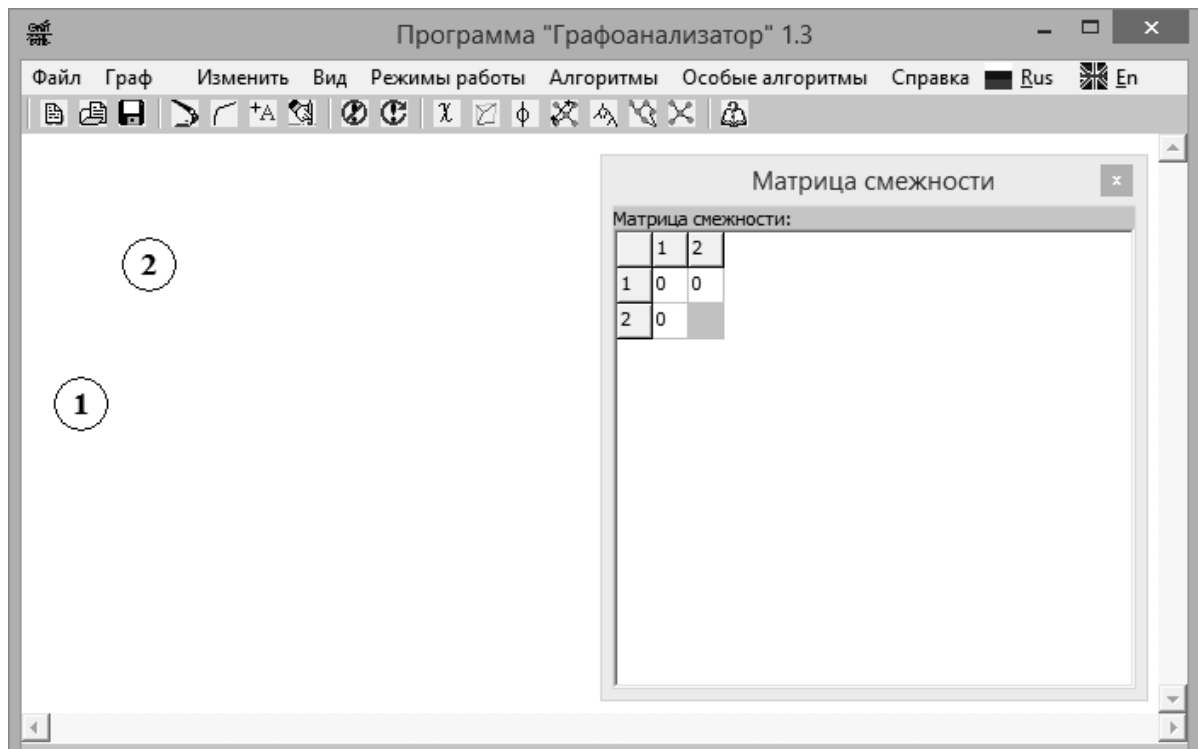 Программа "Графоанализатор" 1.3
Файл Граф Изменить Вид Режимы работы Алгоритмы Особые алгоритмы Справка Rus En
Матрица смежности
Матрица смежности:
1 2
1 0 0
2 0
2
1